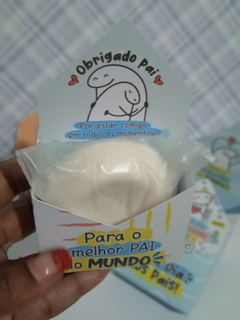 Obrigado pai
Por estar comigo
em todos os momentos
Para o
melhor PAI
do MUNDO
Dia
dos Pais!